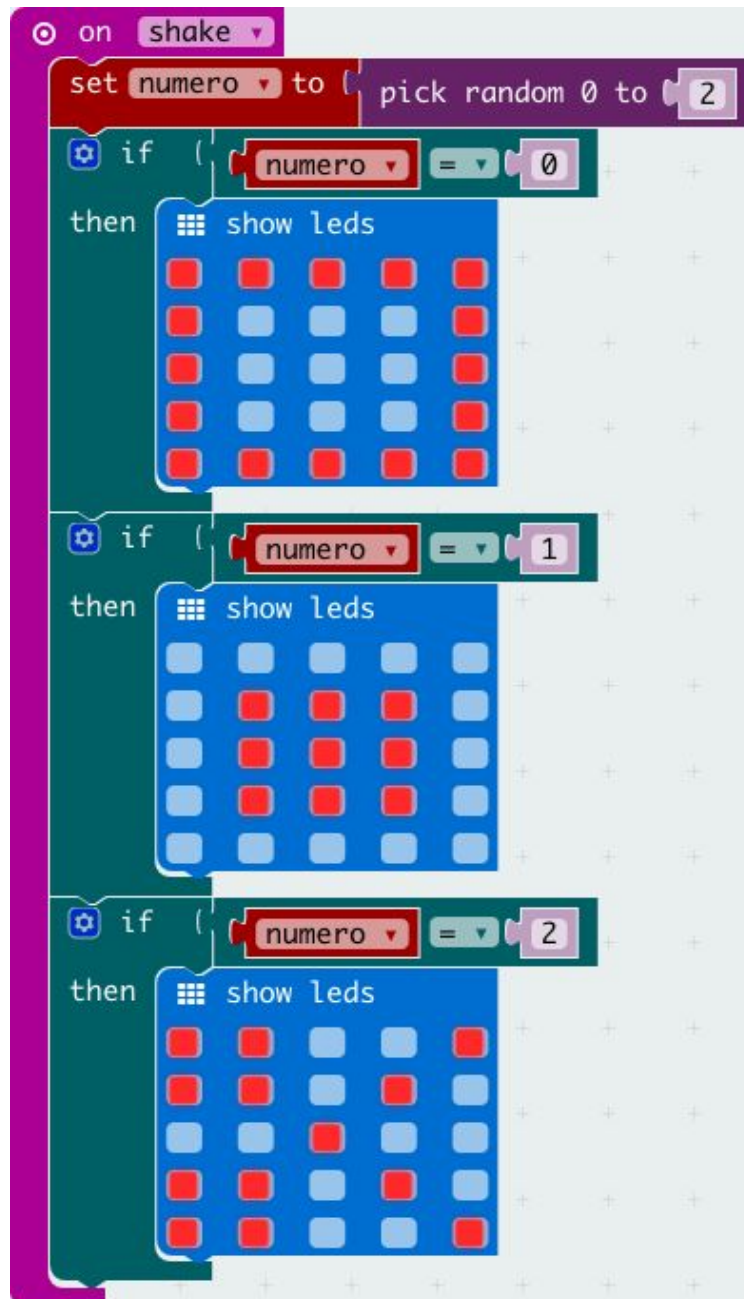 on shake
set numero to pick random 0 to 2
if numero = 0
then show leds
if numero = 1
then show leds
if numero = 2
then show leds